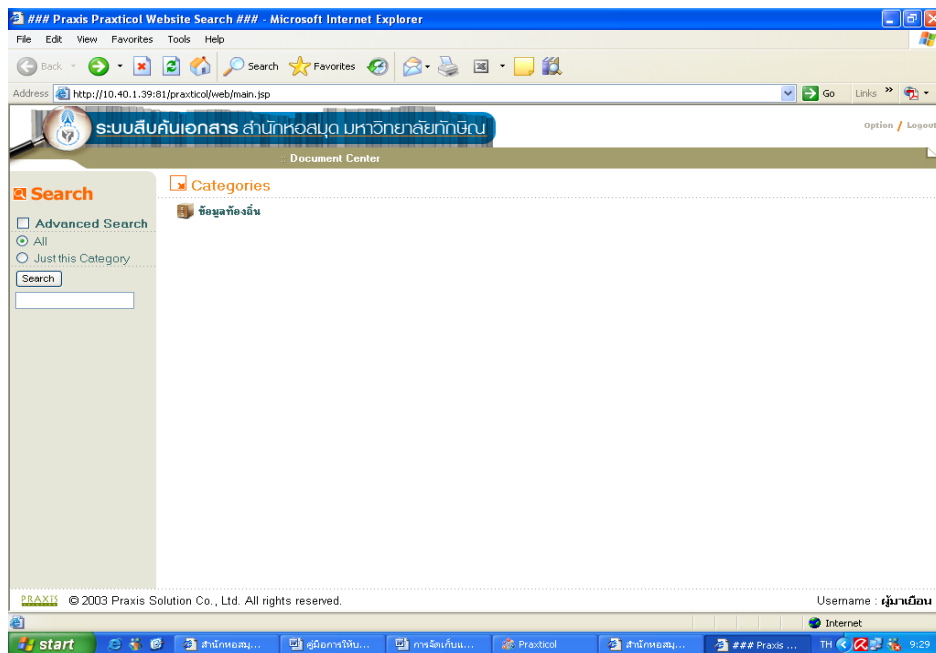 ### Praxis Praxticol Website Search ### - Microsoft Internet Explorer
File Edit View Favorites Tools Help
Back Search Favorites
Address http://10.40.1.39:81/praxticol/web/main.jsp Go Links »
ระบบสืบค้นเอกสาร สำนักหอสมุด มหาวิทยาลัยทักษิณ
Option / Logout
:: Document Center
Search
Categories
ข้อมูลท้องถิ่น
Advanced Search
All
Just this Category
Search
PRAXIS © 2003 Praxis Solution Co., Ltd. All rights reserved.
Username : ผู้มาเยือน
Internet
start สำนักหอสมุ... คู่มือการให้บ... การจัดเก็บแ... Praxticol สำนักหอสมุ... ### Praxis ... TH 9:29